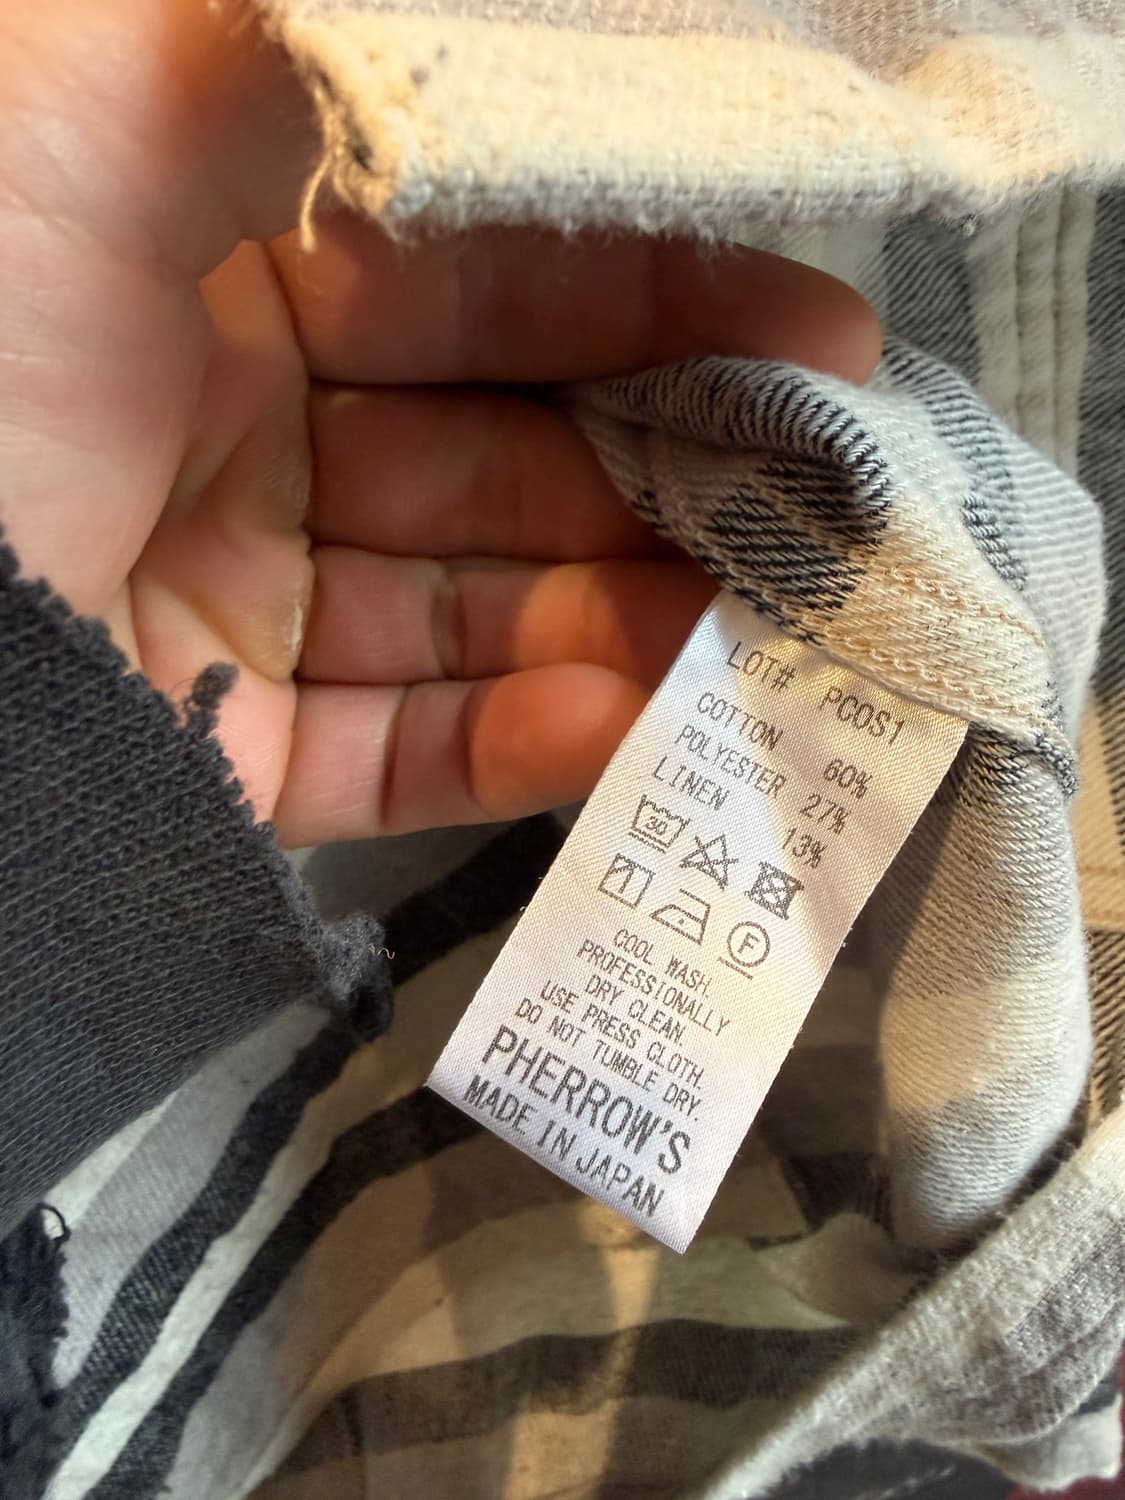 LOT# PCOS1
COTTON 60%
POLYESTER 27%
LINEN 13%
30
F
COOL WASH.
PROFESSIONALLY
DRY CLEAN.
USE PRESS CLOTH.
DO NOT TUMBLE DRY.
PHERROW'S
MADE IN JAPAN